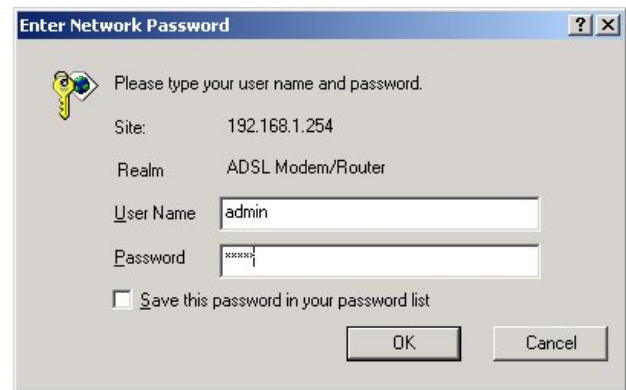 Enter Network Password
Please type your user name and password.
Site: 192.168.1.254
Realm ADSL Modem/Router
User Name admin
Password *****
Save this password in your password list
OK Cancel